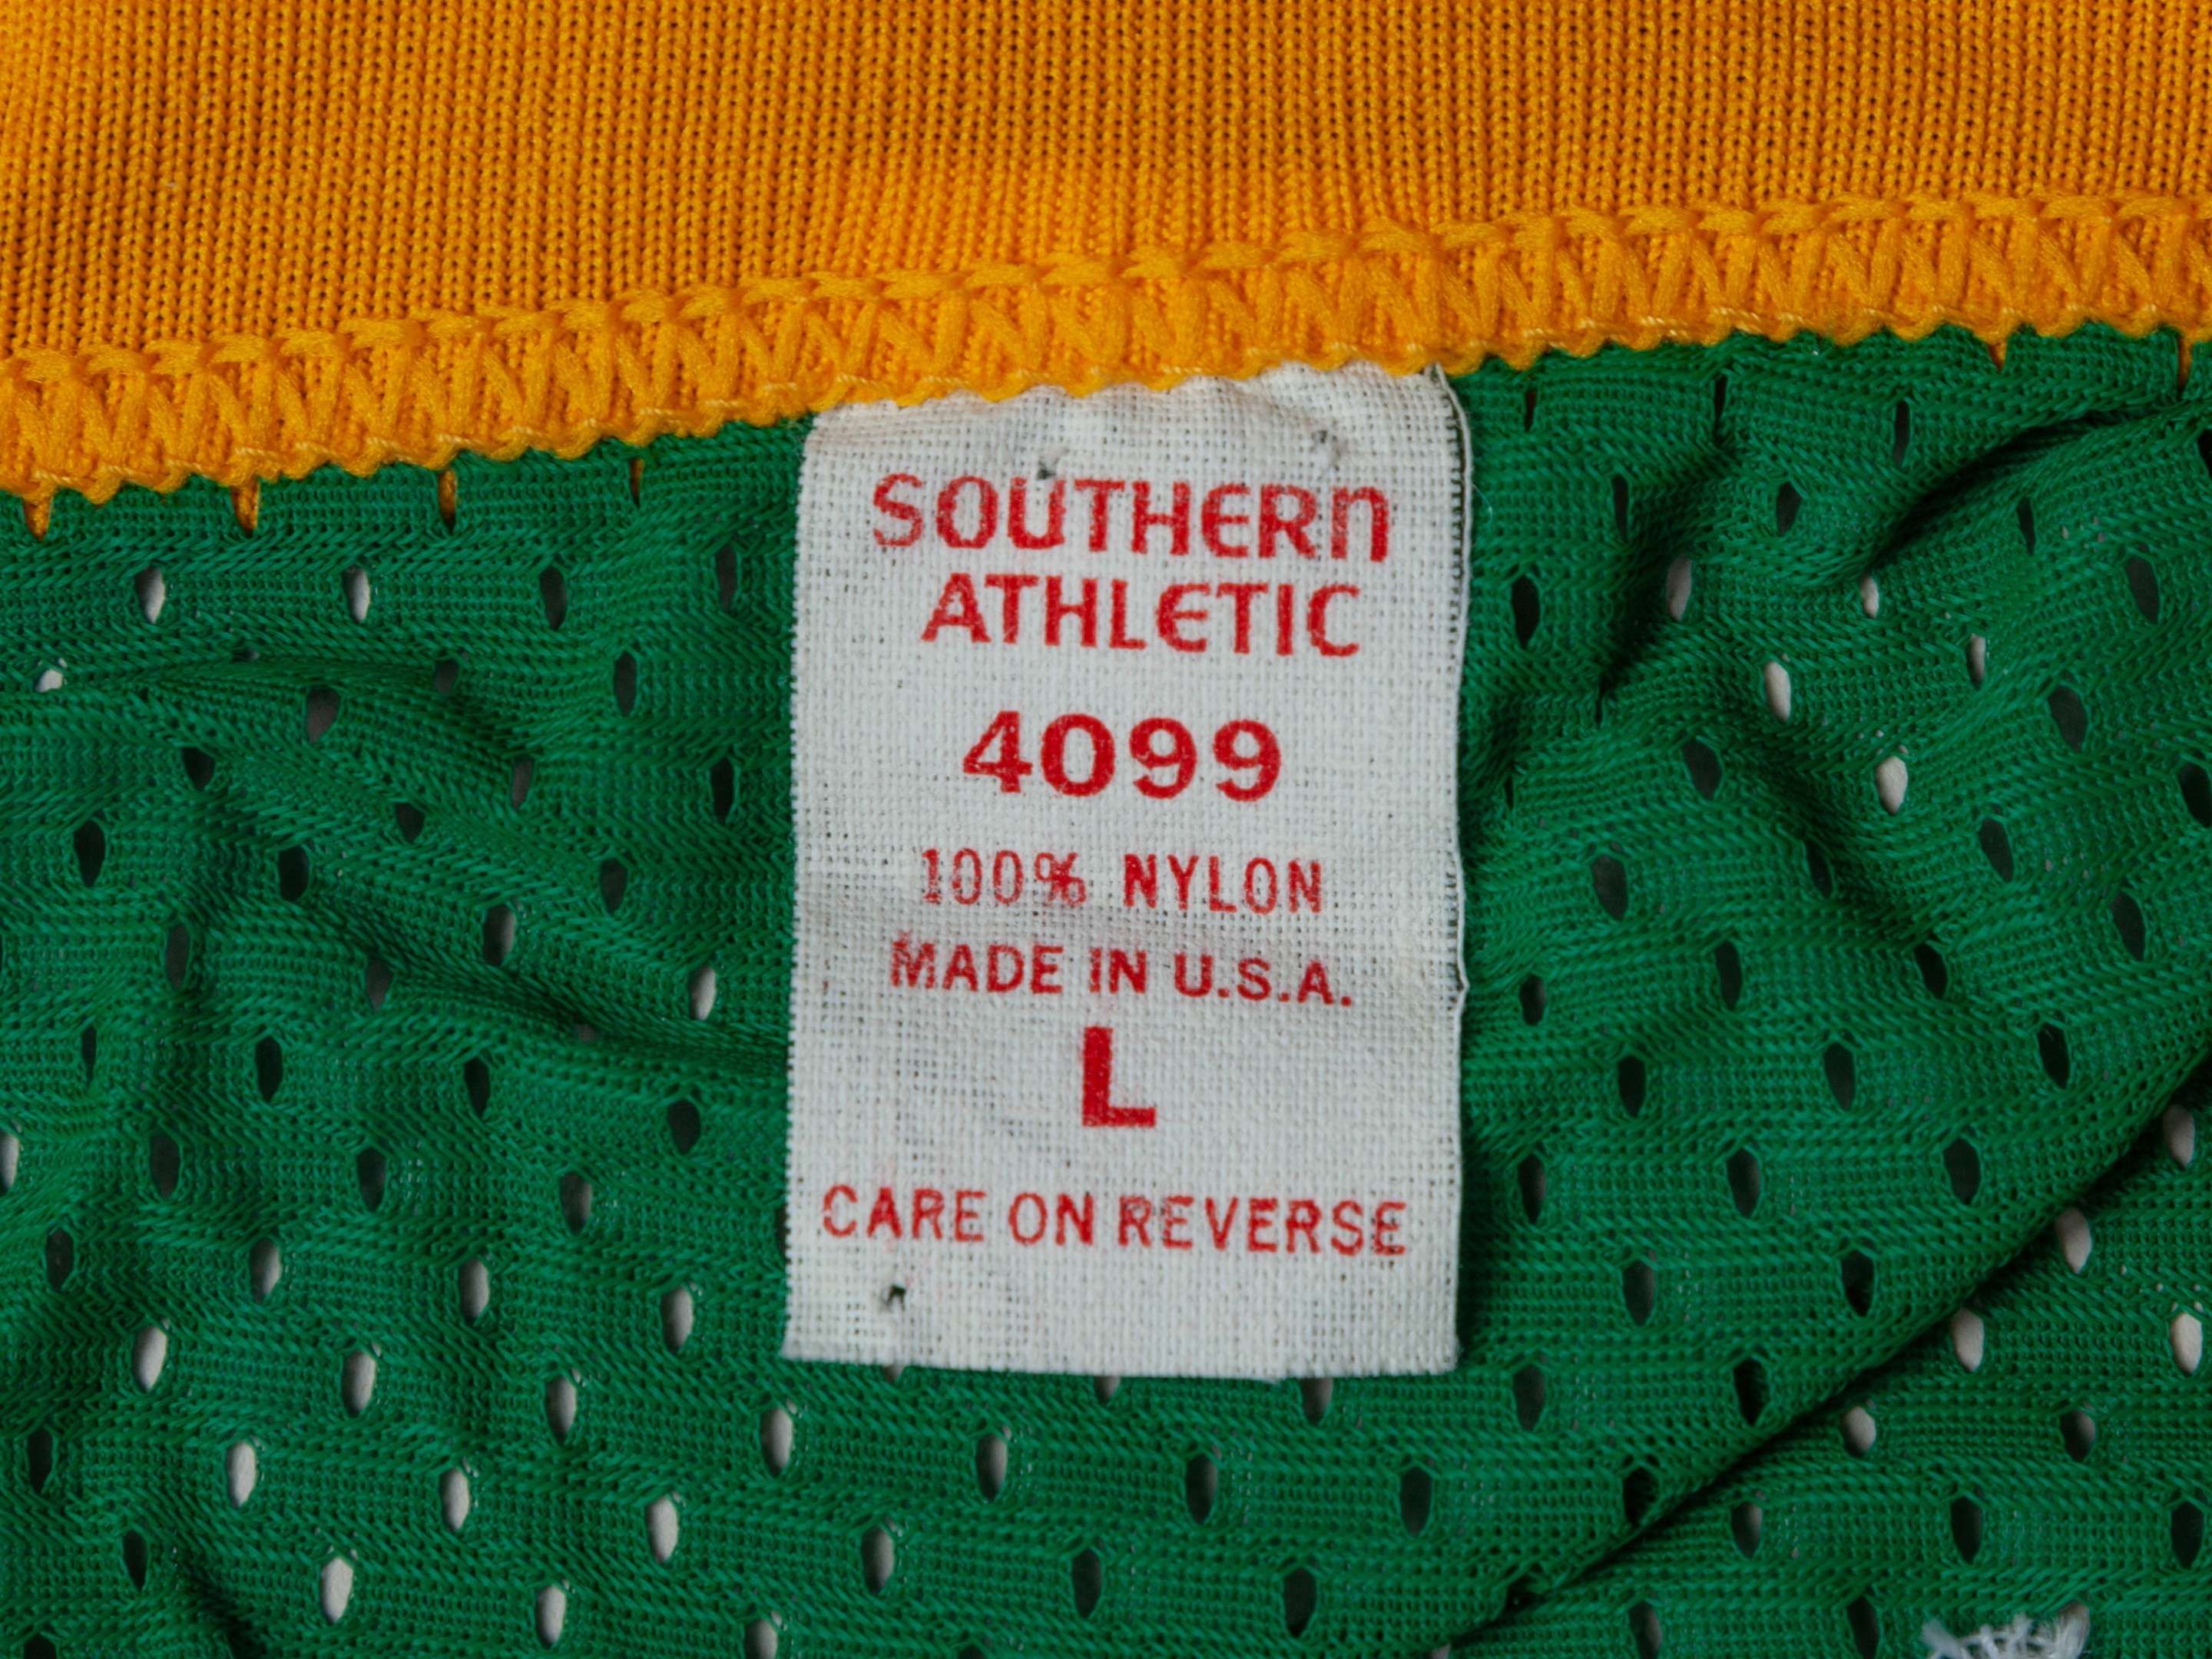 SOUTHERN
ATHLETIC
4099
100% NYLON
MADE IN U.S.A.
L
CARE ON REVERSE